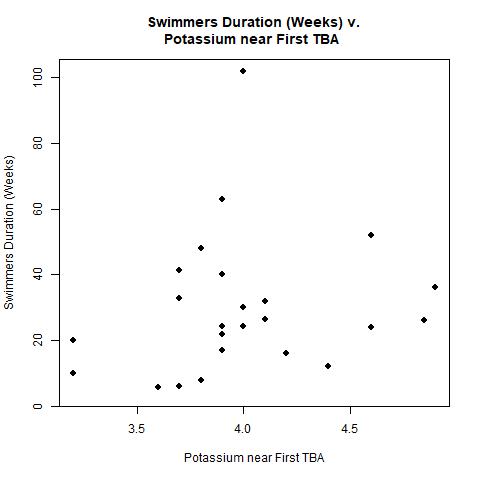 Swimmers Duration (Weeks) v.
Potassium near First TBA
Swimmers Duration (Weeks)
100
80
60
40
20
0
3.5
4.0
4.5
Potassium near First TBA